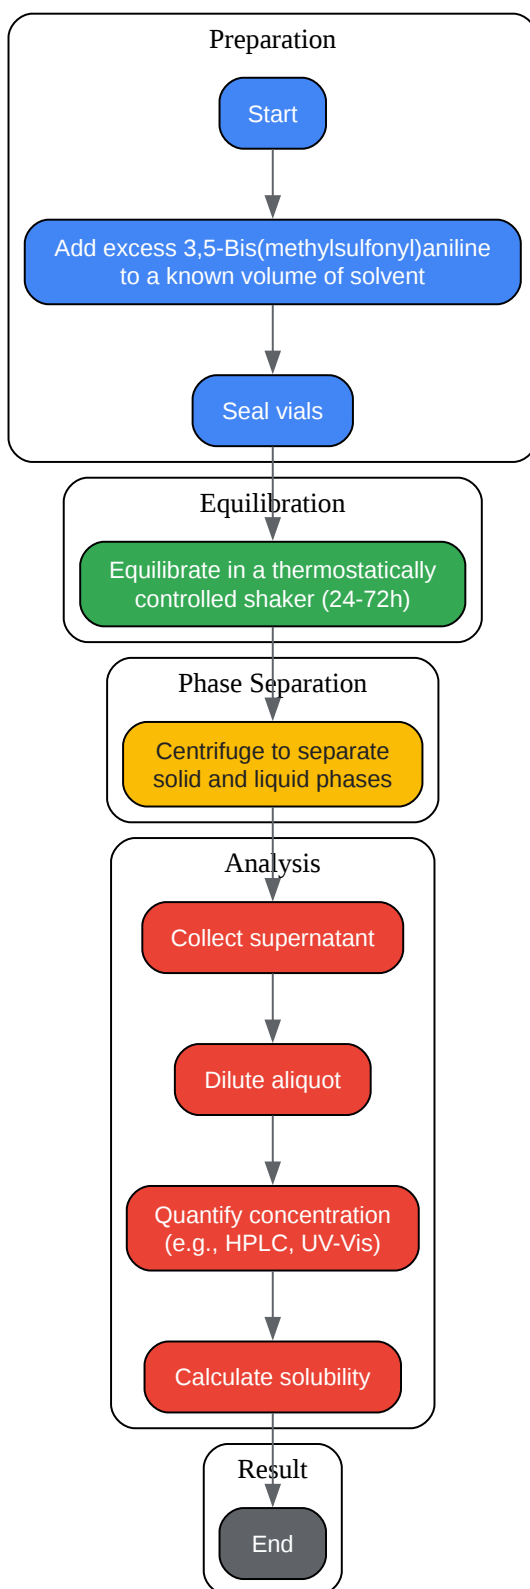 Preparation
Start
Add excess 3,5-Bis(methylsulfonyl)aniline
to a known volume of solvent
Seal vials
Equilibration
Equilibrate in a thermostatically
controlled shaker (24-72h)
Phase Separation
Centrifuge to separate
solid and liquid phases
Analysis
Collect supernatant
Dilute aliquot
Quantify concentration
(e.g., HPLC, UV-Vis)
Calculate solubility
Result
End